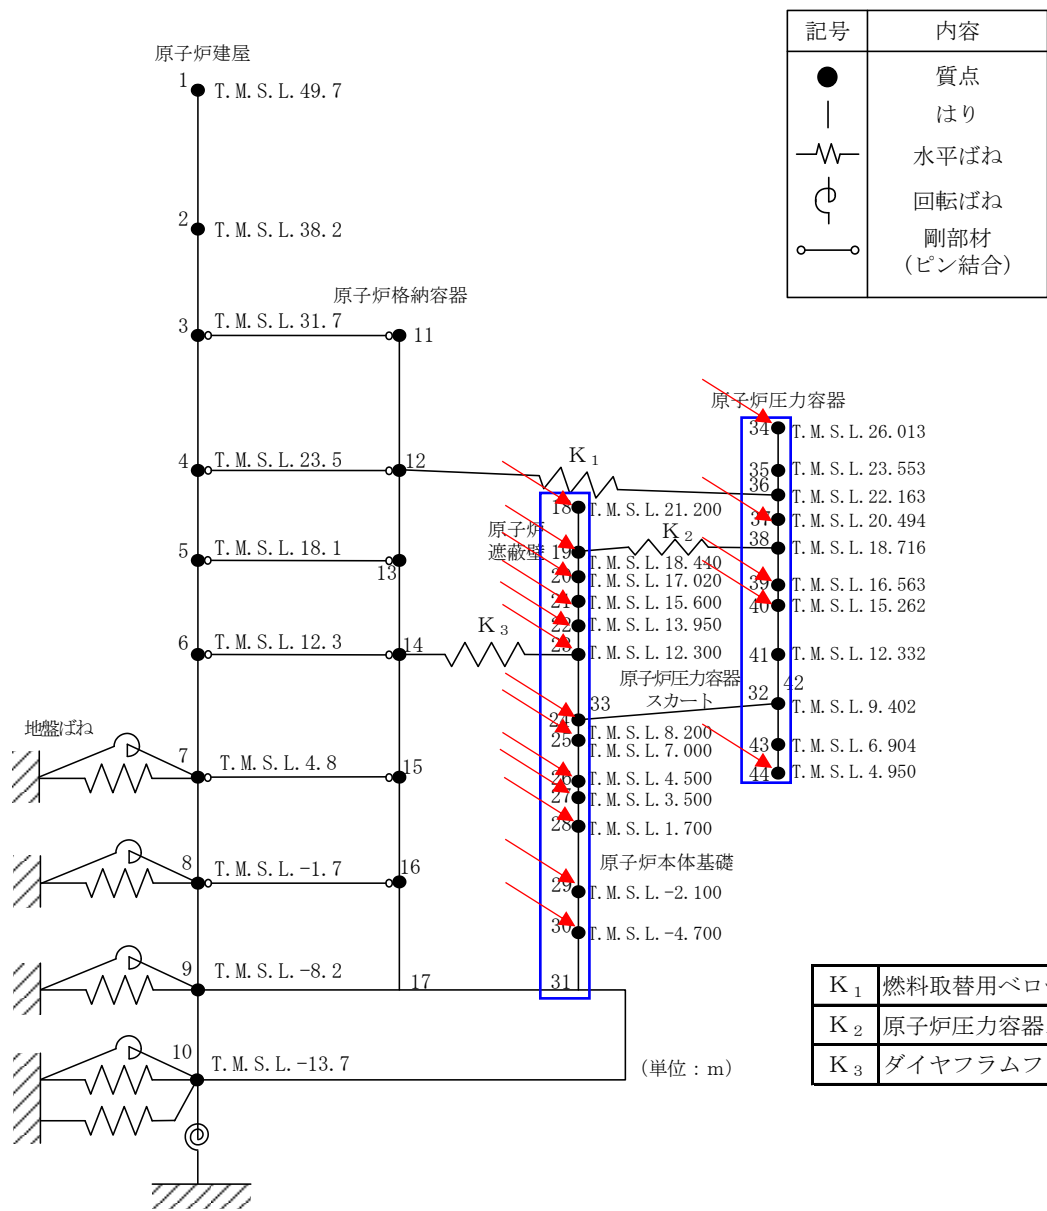 記号 内容
質点
はり
水平ばね
回転ばね
剛部材
(ピン結合)
原子炉建屋
1 T.M.S.L.49.7
2 T.M.S.L.38.2
原子炉格納容器
3 T.M.S.L.31.7 11
4 T.M.S.L.23.5 12
5 T.M.S.L.18.1 13
6 T.M.S.L.12.3 14
地盤ばね
7 T.M.S.L.4.8 15
8 T.M.S.L.-1.7 16
9 T.M.S.L.-8.2 17
10 T.M.S.L.-13.7
K1
K2
K3
原子炉
遮蔽壁
18 T.M.S.L.21.200
19 T.M.S.L.18.440
20 T.M.S.L.17.020
21 T.M.S.L.15.600
22 T.M.S.L.13.950
23 T.M.S.L.12.300
原子炉圧力容器
スカート
33
24 T.M.S.L.8.200
25 T.M.S.L.7.000
26 T.M.S.L.4.500
27 T.M.S.L.3.500
28 T.M.S.L.1.700
原子炉本体基礎
29 T.M.S.L.-2.100
30 T.M.S.L.-4.700
31
原子炉圧力容器
34 T.M.S.L.26.013
35 T.M.S.L.23.553
36 T.M.S.L.22.163
37 T.M.S.L.20.494
38 T.M.S.L.18.716
39 T.M.S.L.16.563
40 T.M.S.L.15.262
41 T.M.S.L.12.332
32 42 T.M.S.L.9.402
43 T.M.S.L.6.904
44 T.M.S.L.4.950
(単位:m)
K1 燃料取替用ベロ
K2 原子炉圧力容器
K3 ダイヤフラムフ